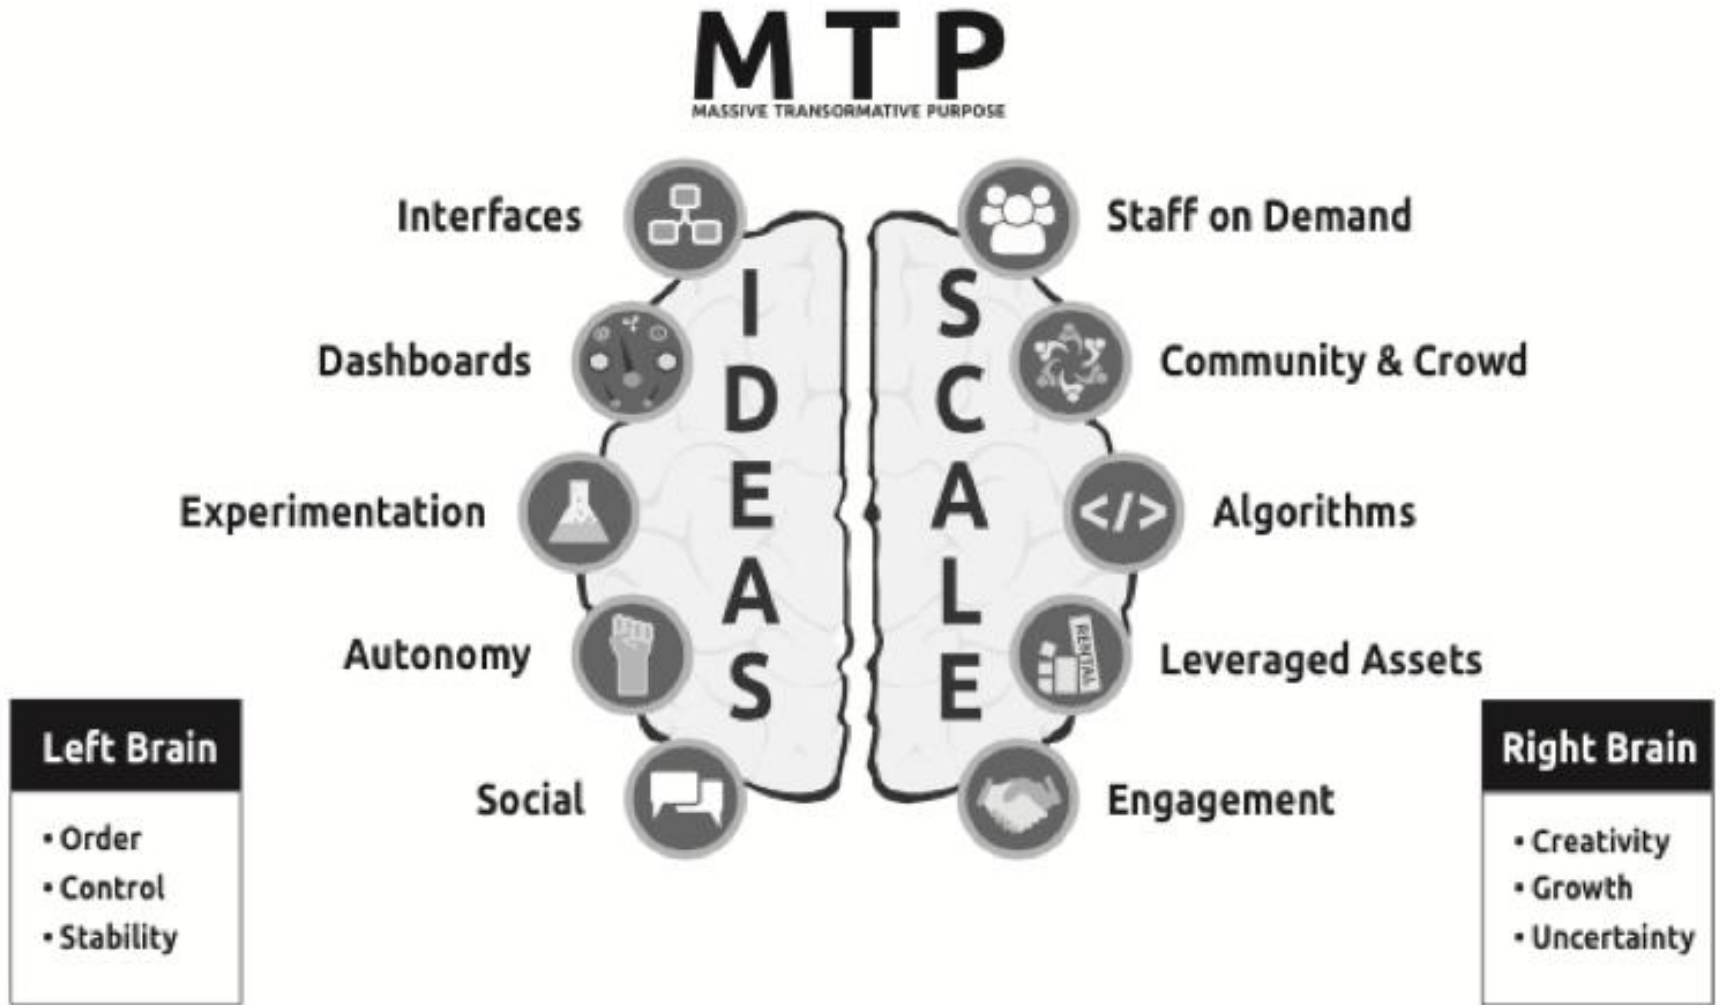 M T P
MASSIVE TRANSORMATIVE PURPOSE
Interfaces
Dashboards
Experimentation
Autonomy
Social
I
D
E
A
S
S
C
A
L
E
Staff on Demand
Community & Crowd
</>
Algorithms
RENTAL
Leveraged Assets
Engagement
Left Brain
• Order
• Control
• Stability
Right Brain
• Creativity
• Growth
• Uncertainty